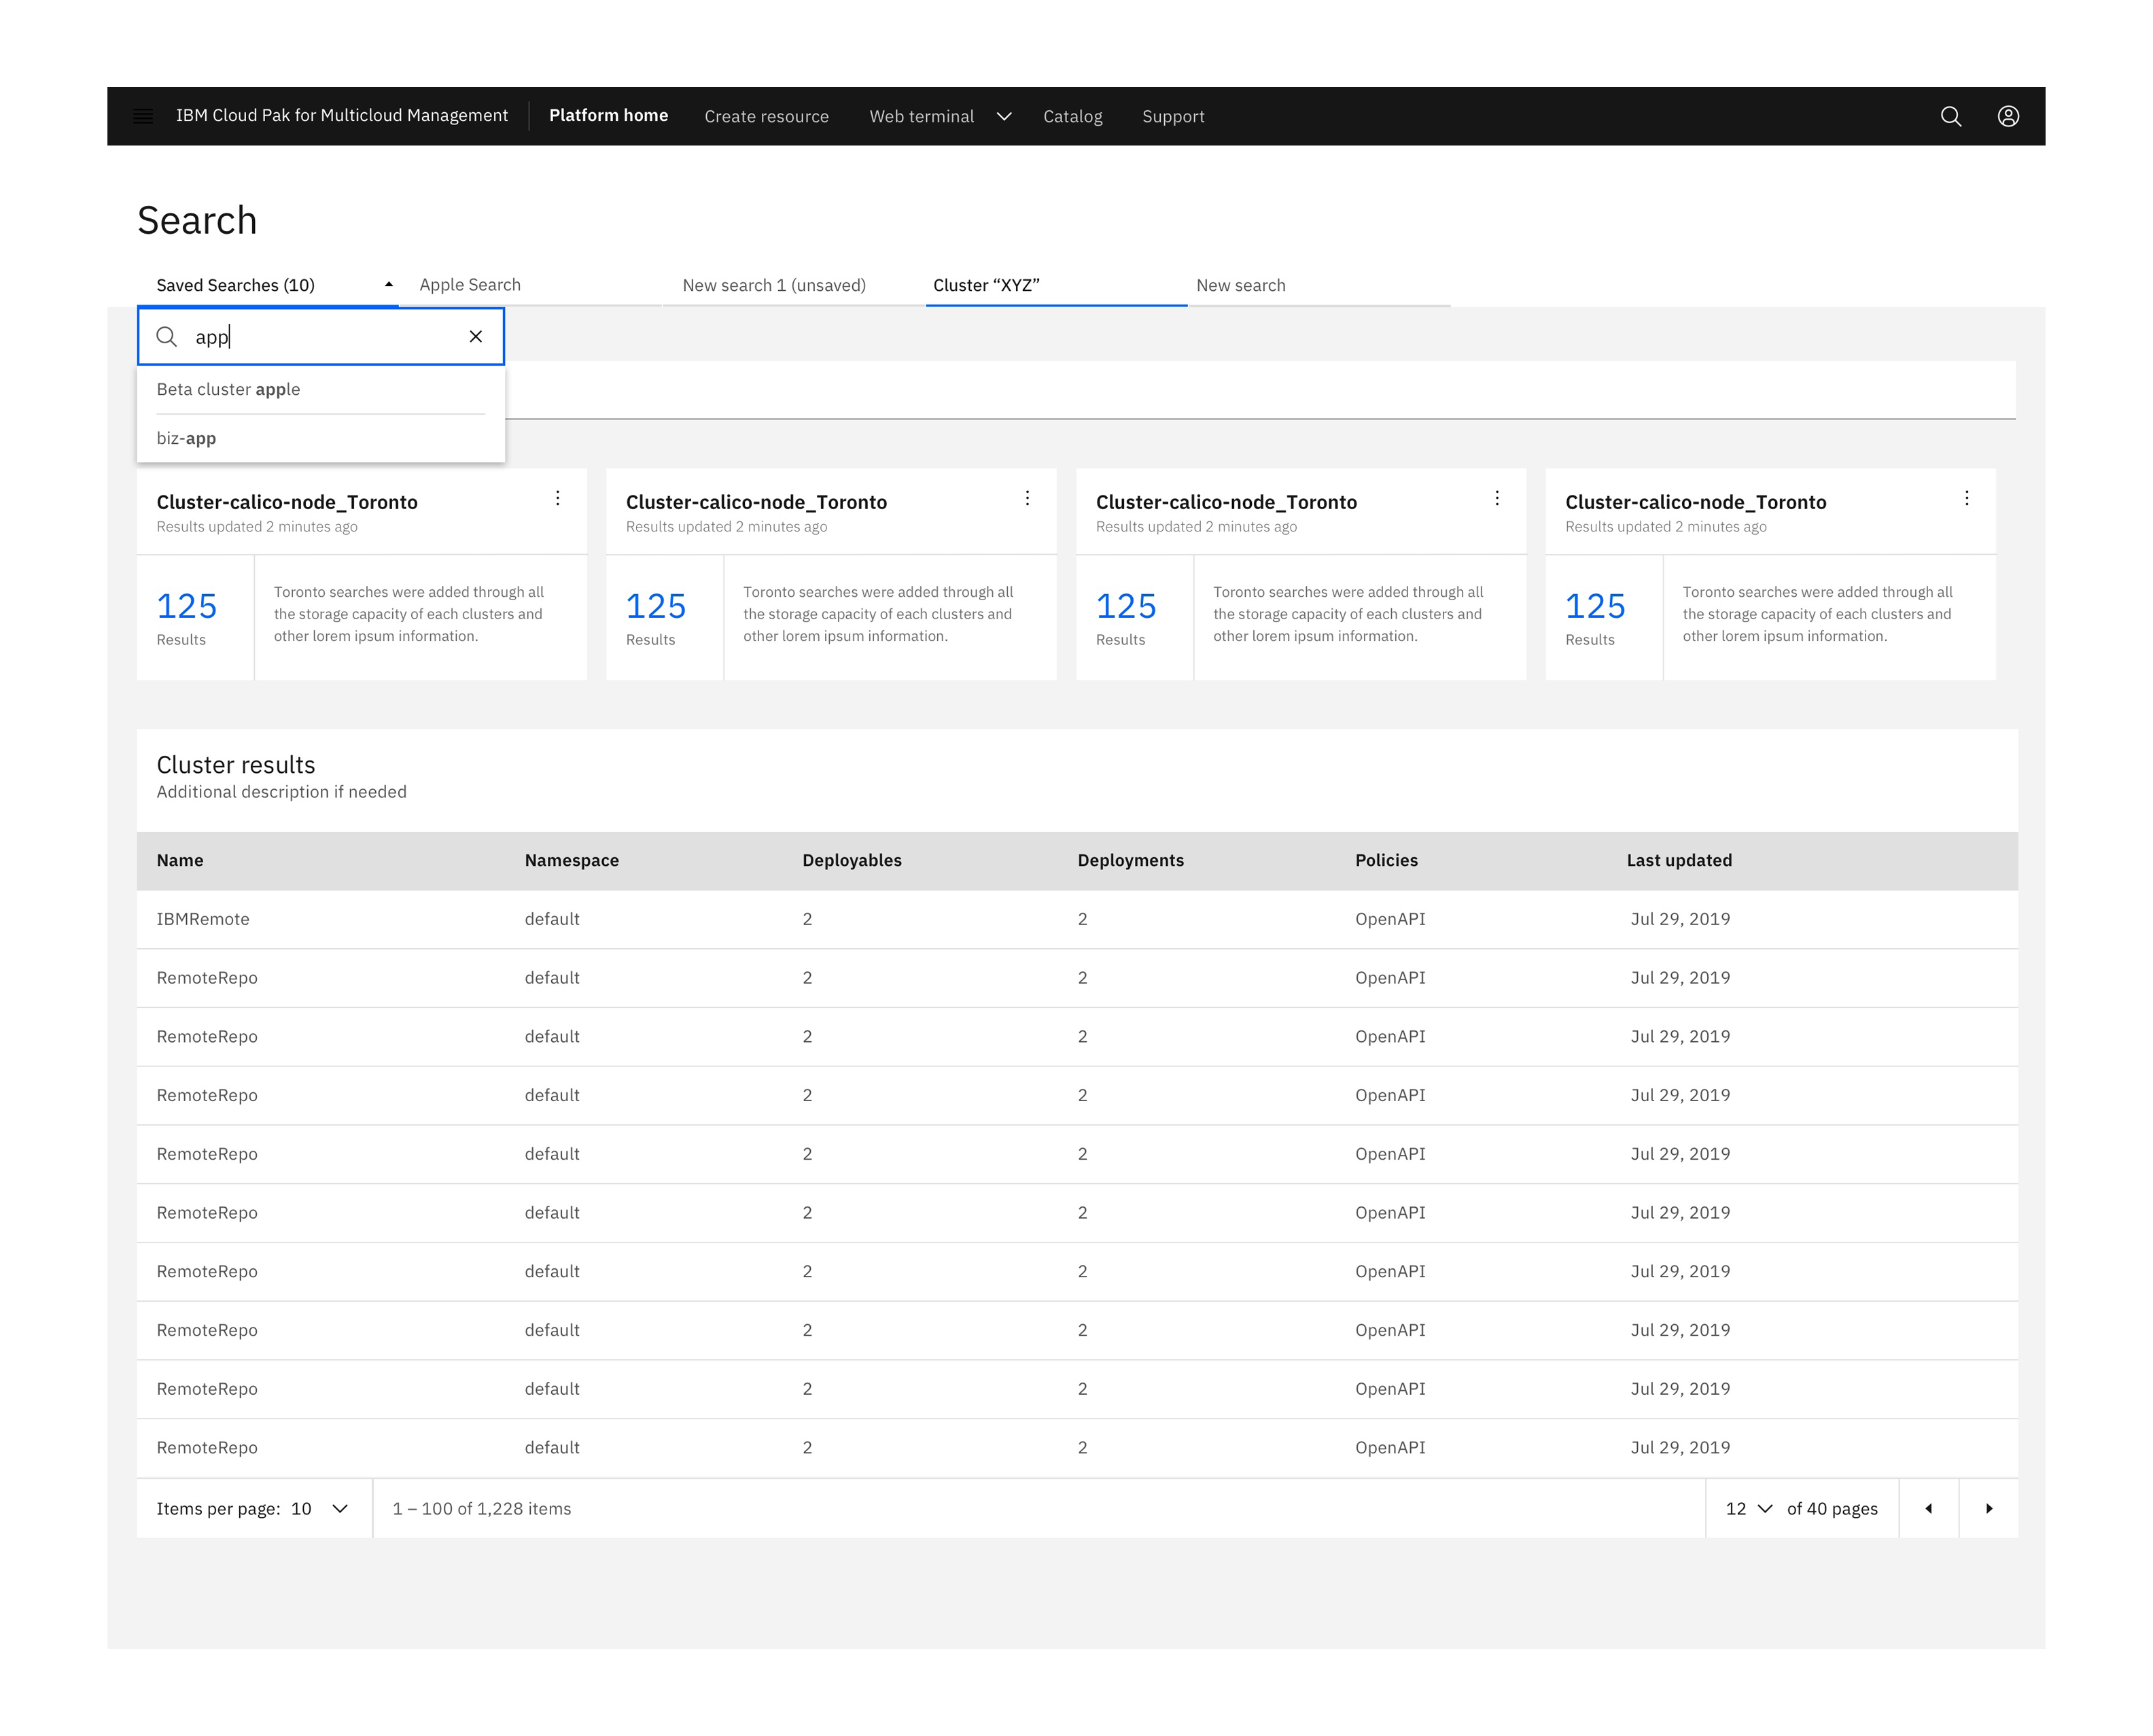 IBM Cloud Pak for Multicloud Management Platform home Create resource Web terminal Catalog Support
Search
Saved Searches (10) Apple Search New search 1 (unsaved) Cluster “XYZ” New search
app
Beta cluster apple
biz-app
Cluster-calico-node_Toronto
Results updated 2 minutes ago
125
Results
Toronto searches were added through all
the storage capacity of each clusters and
other lorem ipsum information.
Cluster-calico-node_Toronto
Results updated 2 minutes ago
125
Results
Toronto searches were added through all
the storage capacity of each clusters and
other lorem ipsum information.
Cluster-calico-node_Toronto
Results updated 2 minutes ago
125
Results
Toronto searches were added through all
the storage capacity of each clusters and
other lorem ipsum information.
Cluster-calico-node_Toronto
Results updated 2 minutes ago
125
Results
Toronto searches were added through all
the storage capacity of each clusters and
other lorem ipsum information.
Cluster results
Additional description if needed
Name Namespace Deployables Deployments Policies Last updated
IBMRemote default 2 2 OpenAPI Jul 29, 2019
RemoteRepo default 2 2 OpenAPI Jul 29, 2019
RemoteRepo default 2 2 OpenAPI Jul 29, 2019
RemoteRepo default 2 2 OpenAPI Jul 29, 2019
RemoteRepo default 2 2 OpenAPI Jul 29, 2019
RemoteRepo default 2 2 OpenAPI Jul 29, 2019
RemoteRepo default 2 2 OpenAPI Jul 29, 2019
RemoteRepo default 2 2 OpenAPI Jul 29, 2019
RemoteRepo default 2 2 OpenAPI Jul 29, 2019
RemoteRepo default 2 2 OpenAPI Jul 29, 2019
Items per page: 10 1 – 100 of 1,228 items 12 of 40 pages